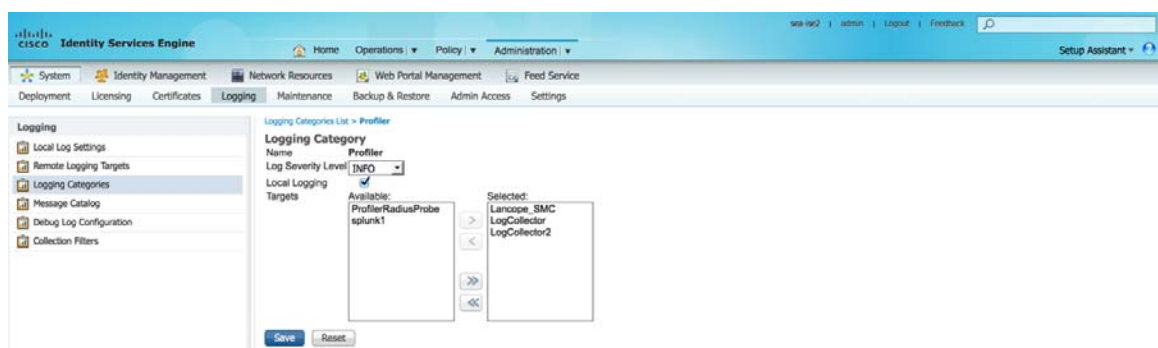 sea-ise2 | admin | Logout | Feedback
CISCO Identity Services Engine
Home Operations | Policy | Administration |
Setup Assistant
System Identity Management Network Resources Web Portal Management Feed Service
Deployment Licensing Certificates Logging Maintenance Backup & Restore Admin Access Settings
Logging
Local Log Settings
Remote Logging Targets
Logging Categories
Message Catalog
Debug Log Configuration
Collection Filters
Logging Categories List > Profiler
Logging Category
Name Profiler
Log Severity Level INFO
Local Logging
Targets Available: Selected:
ProfilerRadiusProbe Lancope_SMC
splunk1 > LogCollector
< LogCollector2
>>
<<
Save Reset